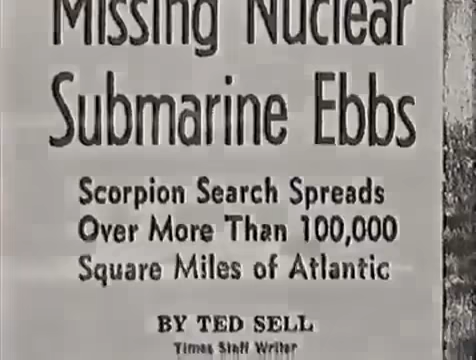 Missing Nuclear
Submarine Ebbs
Scorpion Search Spreads
Over More Than 100,000
Square Miles of Atlantic
BY TED SELL
Times Staff Writer